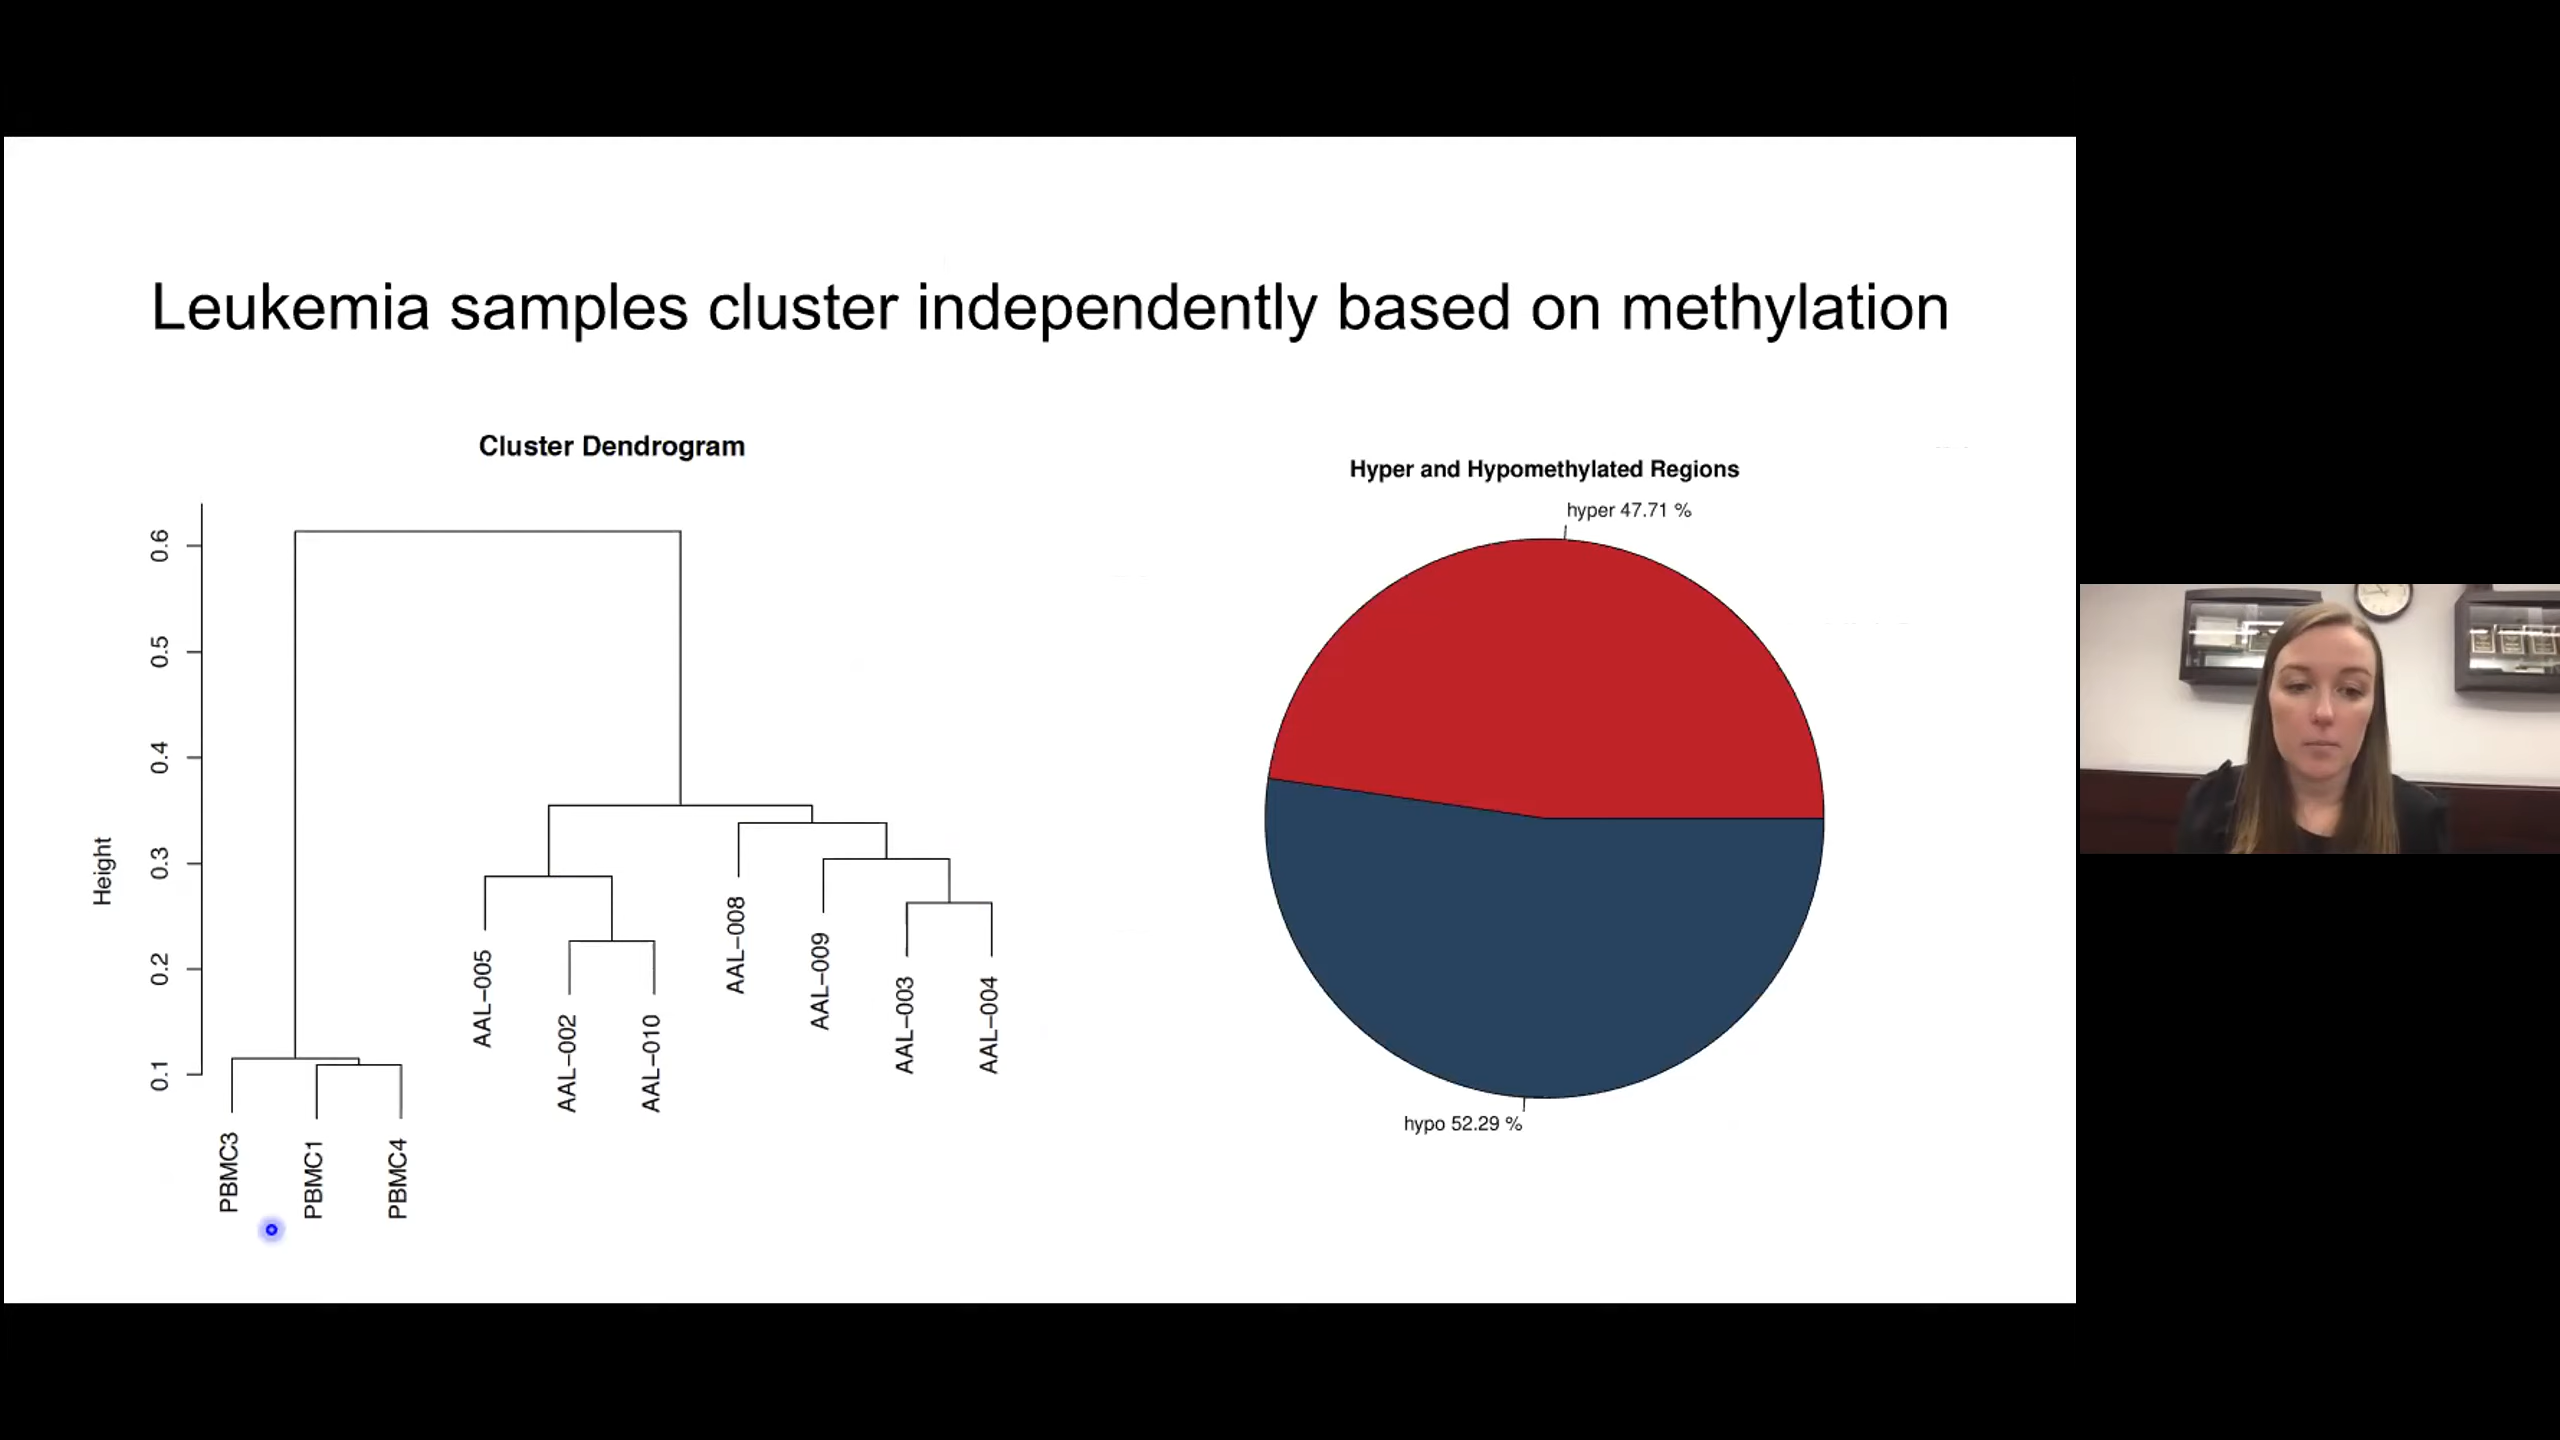 Leukemia samples cluster independently based on methylation
Cluster Dendrogram
Height
0.6
0.5
0.4
0.3
0.2
0.1
PBMC3
PBMC1
PBMC4
AAL-005
AAL-002
AAL-010
AAL-008
AAL-009
AAL-003
AAL-004
Hyper and Hypomethylated Regions
hyper 47.71 %
hypo 52.29 %